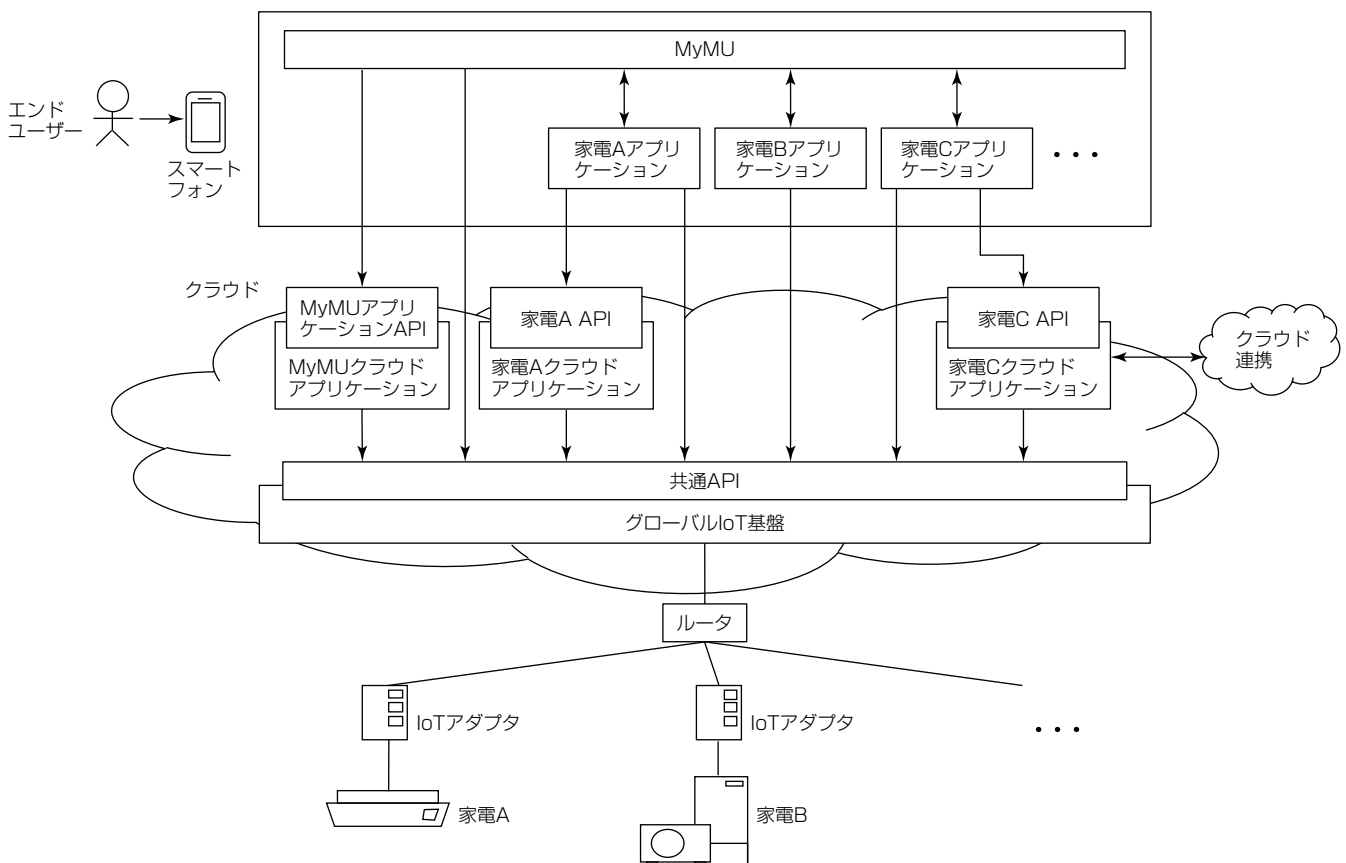 MyMU
エンド
ユーザー
スマート
フォン
家電Aアプリ
ケーション
家電Bアプリ
ケーション
家電Cアプリ
ケーション
・・・
クラウド
MyMUアプリ
ケーションAPI
MyMUクラウド
アプリケーション
家電A API
家電Aクラウド
アプリケーション
家電C API
家電Cクラウド
アプリケーション
クラウド
連携
共通API
グローバルIoT基盤
ルータ
IoTアダプタ
IoTアダプタ
・・・
家電A
家電B